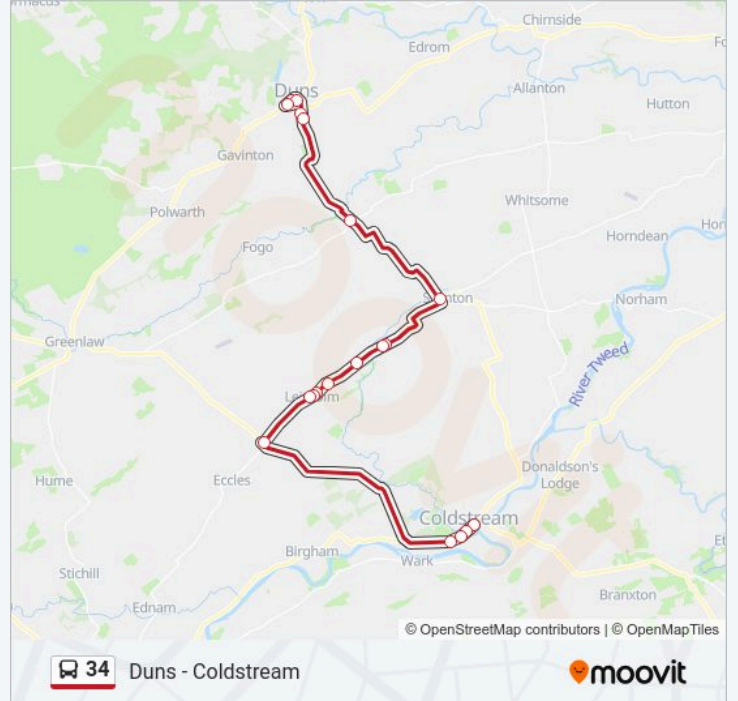 Chirnside
Edrom
Duns
Allanton
Hutton
Gavinton
Whitsome
Polwarth
Horndean
Fogo
Norham
Greenlaw
River Tweed
Donaldson's
Lodge
Hume
Eccles
Coldstream
Birgham
Wark
Stichill
Branxton
Ednam
© OpenStreetMap contributors | © OpenMapTiles
34
Duns - Coldstream
moovit